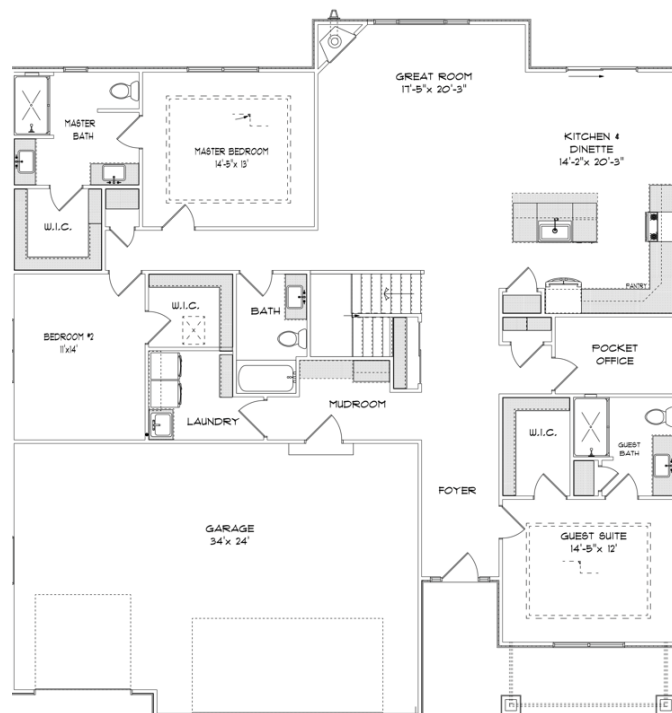 GREAT ROOM
17'-5"x 20'-3"
KITCHEN &
DINETTE
14'-2"x 20'-3"
MASTER
BATH
MASTER BEDROOM
14'-5"x 13'
W.I.C.
PANTRY
W.I.C.
BATH
BEDROOM #2
11'x14'
POCKET
OFFICE
MUDROOM
LAUNDRY
W.I.C.
GUEST
BATH
FOYER
GARAGE
34'x 24'
GUEST SUITE
14'-5"x 12'